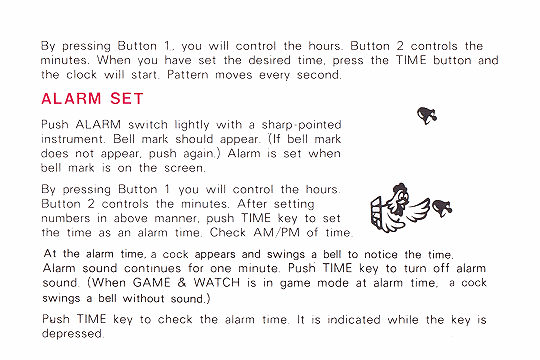 By pressing Button 1, you will control the hours. Button 2 controls the
minutes. When you have set the desired time, press the TIME button and
the clock will start. Pattern moves every second.
ALARM SET
Push ALARM switch lightly with a sharp-pointed
instrument. Bell mark should appear. (If bell mark
does not appear, push again.) Alarm is set when
bell mark is on the screen.
By pressing Button 1 you will control the hours.
Button 2 controls the minutes. After setting
numbers in above manner, push TIME key to set
the time as an alarm time. Check AM/PM of time.
At the alarm time, a cock appears and swings a bell to notice the time.
Alarm sound continues for one minute. Push TIME key to turn off alarm
sound. (When GAME & WATCH is in game mode at alarm time, a cock
swings a bell without sound.)
Push TIME key to check the alarm time. It is indicated while the key is
depressed.